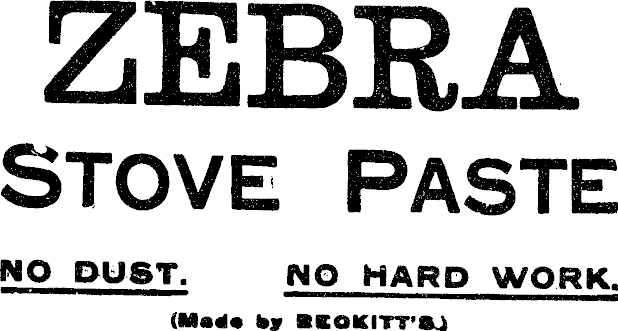 ZEBRA
STOVE PASTE
NO DUST. NO HARD WORK.
(Made by RECKITT'S.)